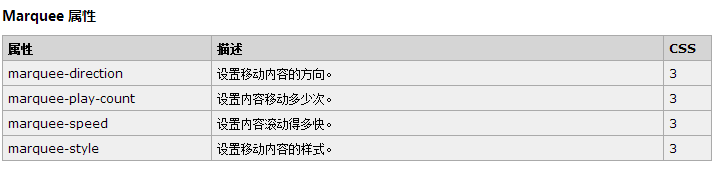 Marquee 属性
属性 描述 CSS
marquee-direction 设置移动内容的方向。 3
marquee-play-count 设置内容移动多少次。 3
marquee-speed 设置内容滚动得多快。 3
marquee-style 设置移动内容的样式。 3